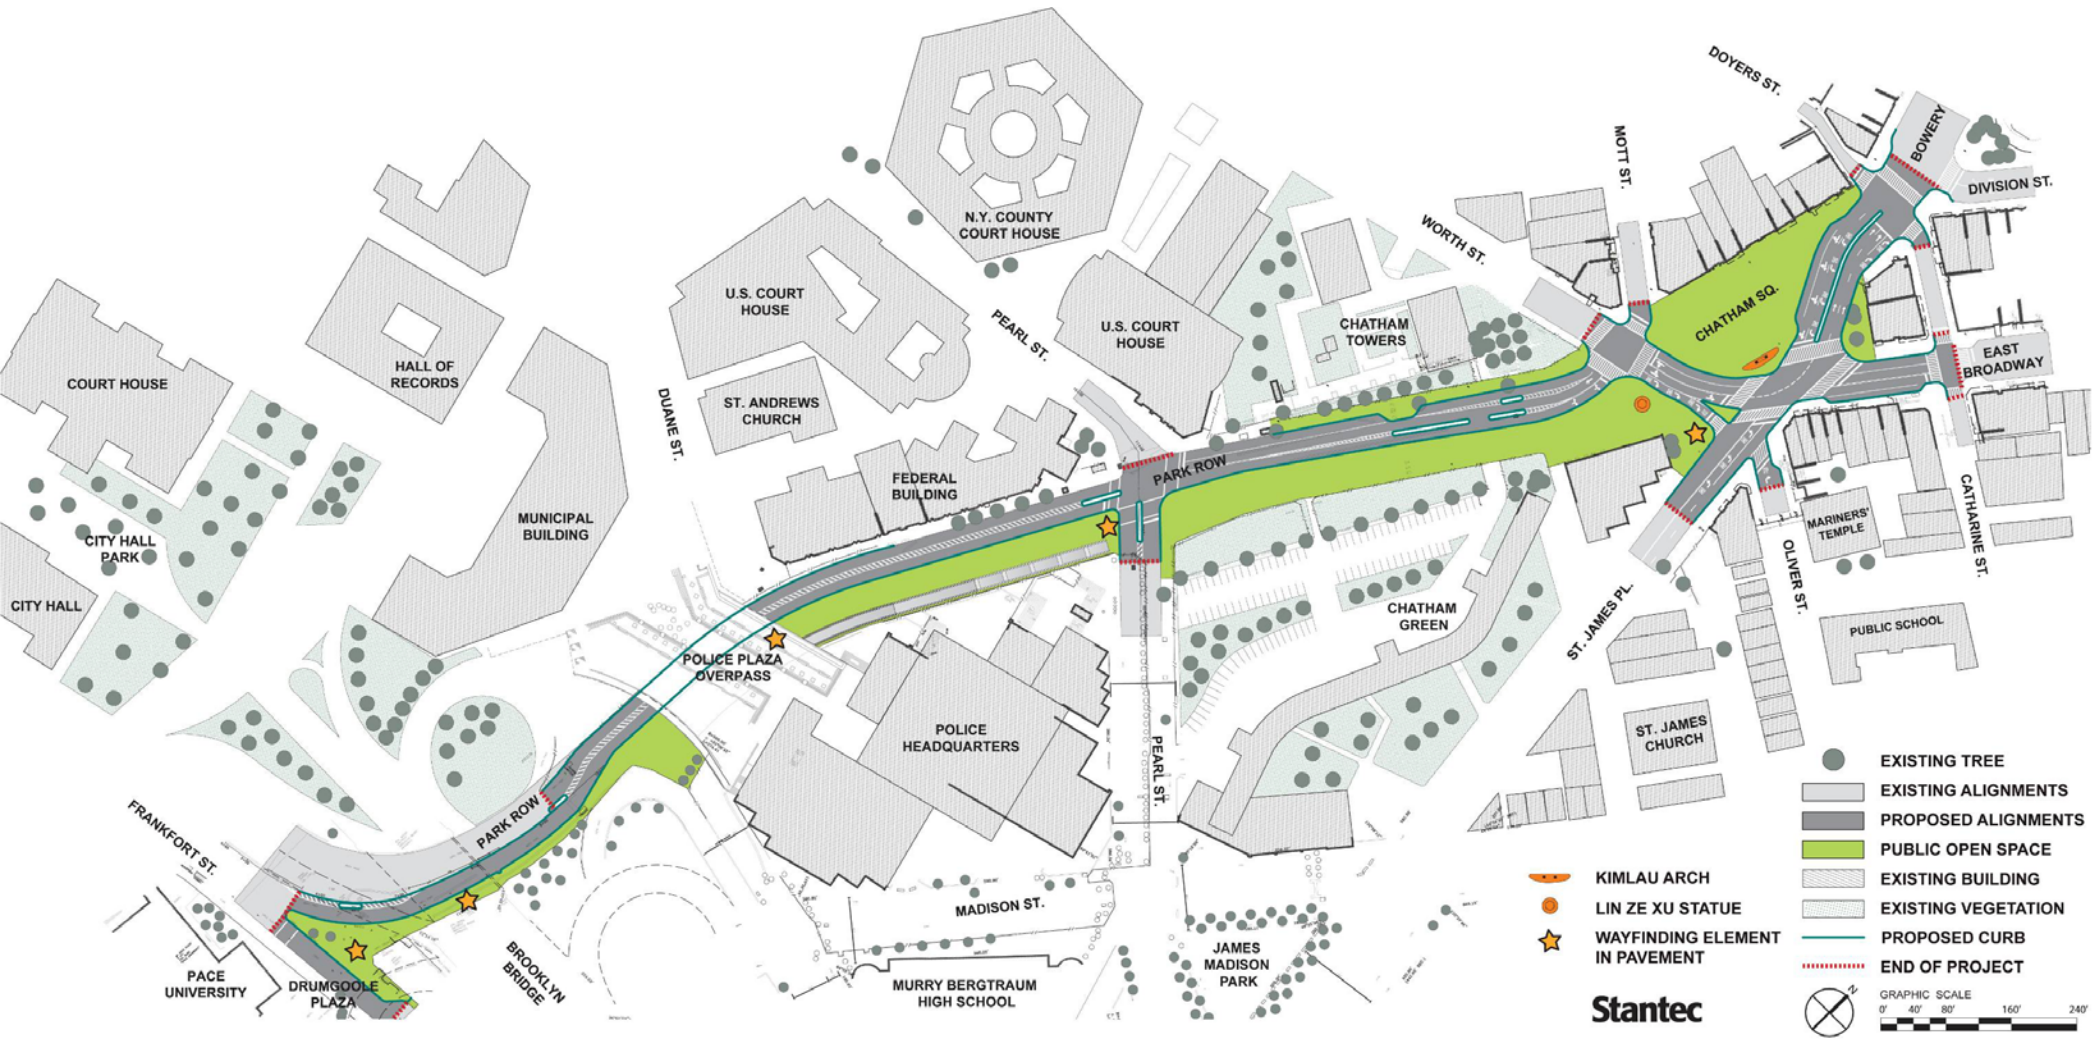 DOYERS ST.
BOWERY
MOTT ST.
DIVISION ST.
WORTH ST.
N.Y. COUNTY
COURT HOUSE
U.S. COURT
HOUSE
PEARL ST.
U.S. COURT
HOUSE
CHATHAM
TOWERS
CHATHAM SQ.
EAST
BROADWAY
COURT HOUSE
HALL OF
RECORDS
DUANE ST.
ST. ANDREWS
CHURCH
FEDERAL
BUILDING
PARK ROW
CATHARINE ST.
MARINERS'
TEMPLE
MUNICIPAL
BUILDING
CITY HALL
PARK
CITY HALL
OLIVER ST.
CHATHAM
GREEN
ST. JAMES PL.
PUBLIC SCHOOL
POLICE PLAZA
OVERPASS
POLICE
HEADQUARTERS
PEARL ST.
ST. JAMES
CHURCH
PARK ROW
FRANKFORT ST.
MADISON ST.
BROOKLYN
BRIDGE
PACE
UNIVERSITY
DRUMGOOLE
PLAZA
MURRY BERGTRAUM
HIGH SCHOOL
JAMES
MADISON
PARK
KIMLAU ARCH
LIN ZE XU STATUE
WAYFINDING ELEMENT
IN PAVEMENT
EXISTING TREE
EXISTING ALIGNMENTS
PROPOSED ALIGNMENTS
PUBLIC OPEN SPACE
EXISTING BUILDING
EXISTING VEGETATION
PROPOSED CURB
END OF PROJECT
Stantec
N
GRAPHIC SCALE
0' 40' 80' 160' 240'